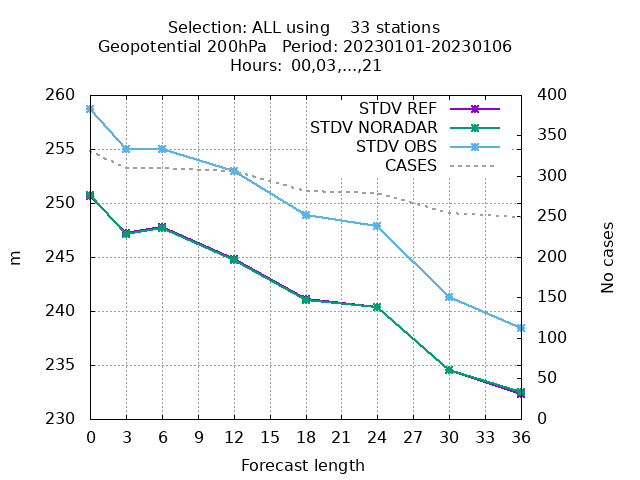 Selection: ALL using    33 stations
Geopotential 200hPa   Period: 20230101-20230106
Hours: 00,03,...,21
260 400
STDV REF
350
STDV NORADAR
255
STDV OBS
CASES
300
250
250
m
245 200
No cases
150
240
100
235
50
230 0
0 3 6 9 12 15 18 21 24 27 30 33 36
Forecast length